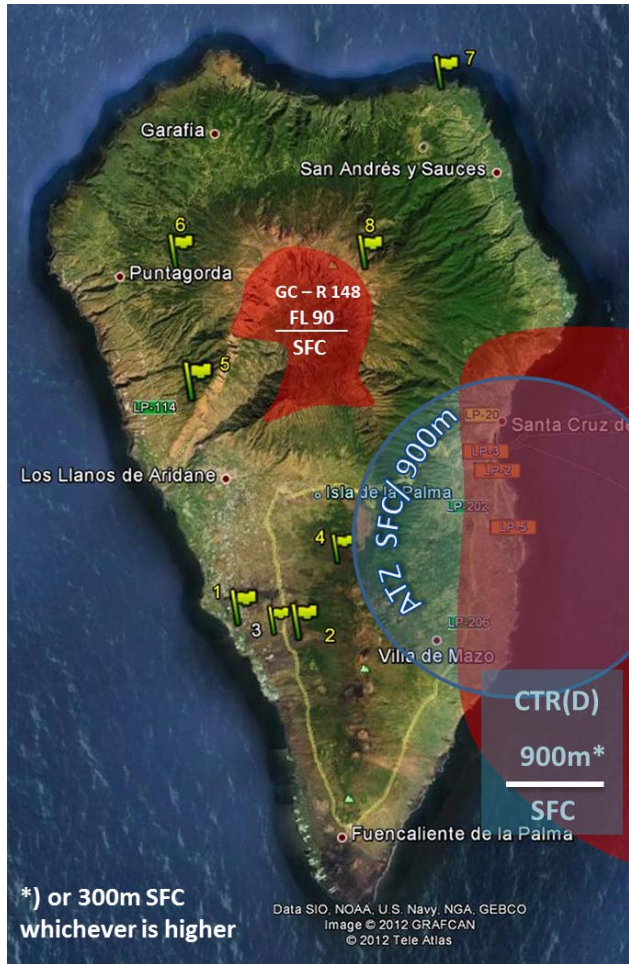 7
Garafía
San Andrés y Sauces
6
8
Puntagorda
GC – R 148
FL 90
SFC
5
LP-114
LP-20
Santa Cruz de
LP-3
LP-2
Los Llanos de Aridane
Isla de la Palma
ATZ SFC/ 900m
LP-202
LP-5
4
1
3
2
LP-206
Villa de Mazo
CTR(D)
900m*
SFC
Fuencaliente de la Palma
*) or 300m SFC
whichever is higher
Data SIO, NOAA, U.S. Navy, NGA, GEBCO
Image © 2012 GRAFCAN
© 2012 Tele Atlas